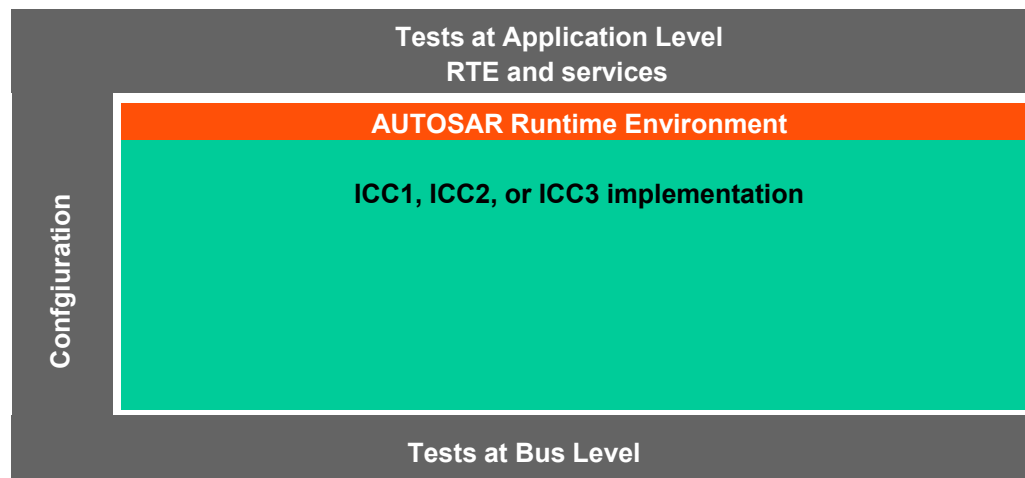 Tests at Application Level
RTE and services
AUTOSAR Runtime Environment
ICC1, ICC2, or ICC3 implementation
Confgiuration
Tests at Bus Level